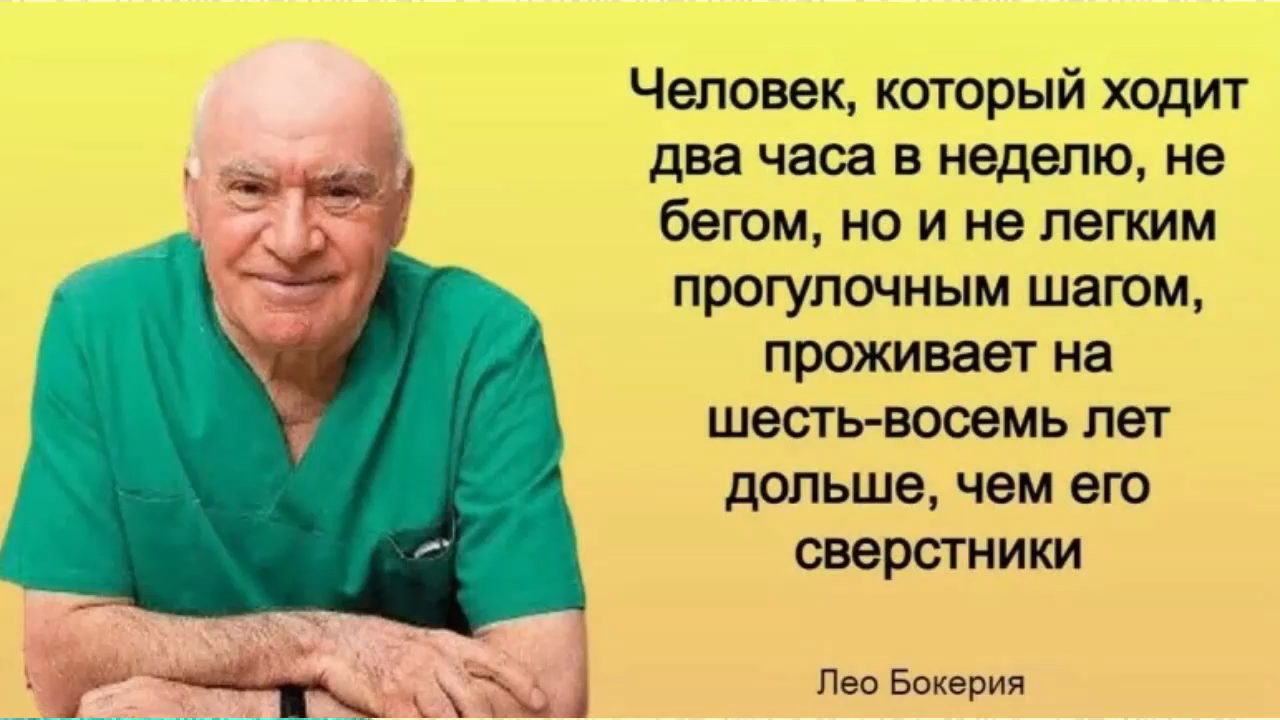 Человек, который ходит
два часа в неделю, не
бегом, но и не легким
прогулочным шагом,
проживает на
шесть-восемь лет
дольше, чем его
сверстники
Лео Бокерия